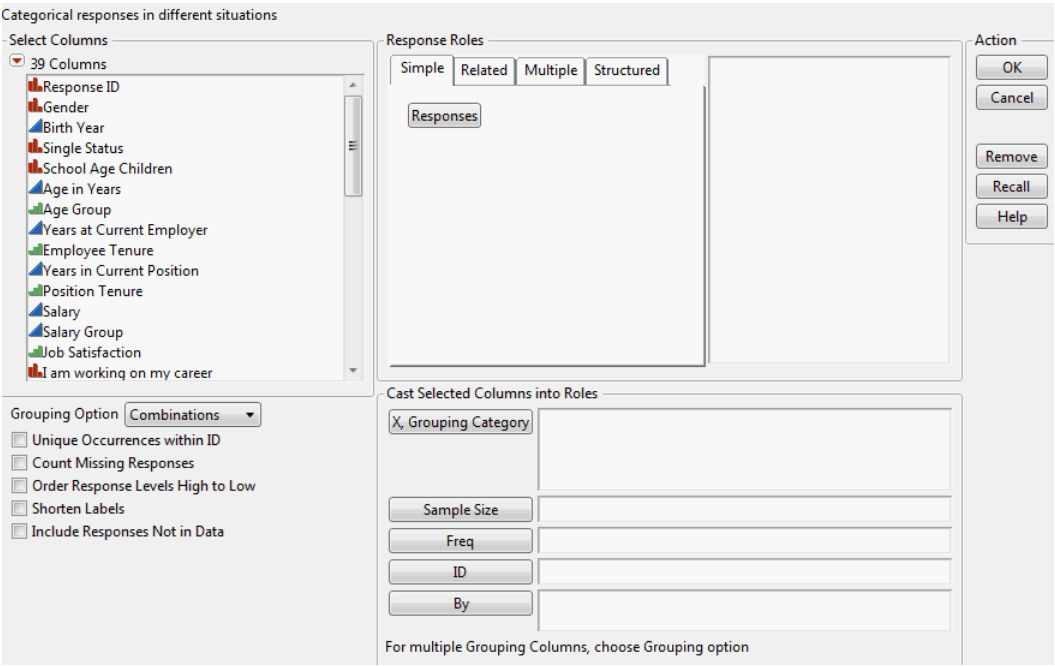 Categorical responses in different situations
Select Columns
39 Columns
Response ID
Gender
Birth Year
Single Status
School Age Children
Age in Years
Age Group
Years at Current Employer
Employee Tenure
Years in Current Position
Position Tenure
Salary
Salary Group
Job Satisfaction
I am working on my career
Grouping Option Combinations
Unique Occurrences within ID
Count Missing Responses
Order Response Levels High to Low
Shorten Labels
Include Responses Not in Data
Response Roles
Simple Related Multiple Structured
Responses
Cast Selected Columns into Roles
X, Grouping Category
Sample Size
Freq
ID
By
For multiple Grouping Columns, choose Grouping option
Action
OK
Cancel
Remove
Recall
Help